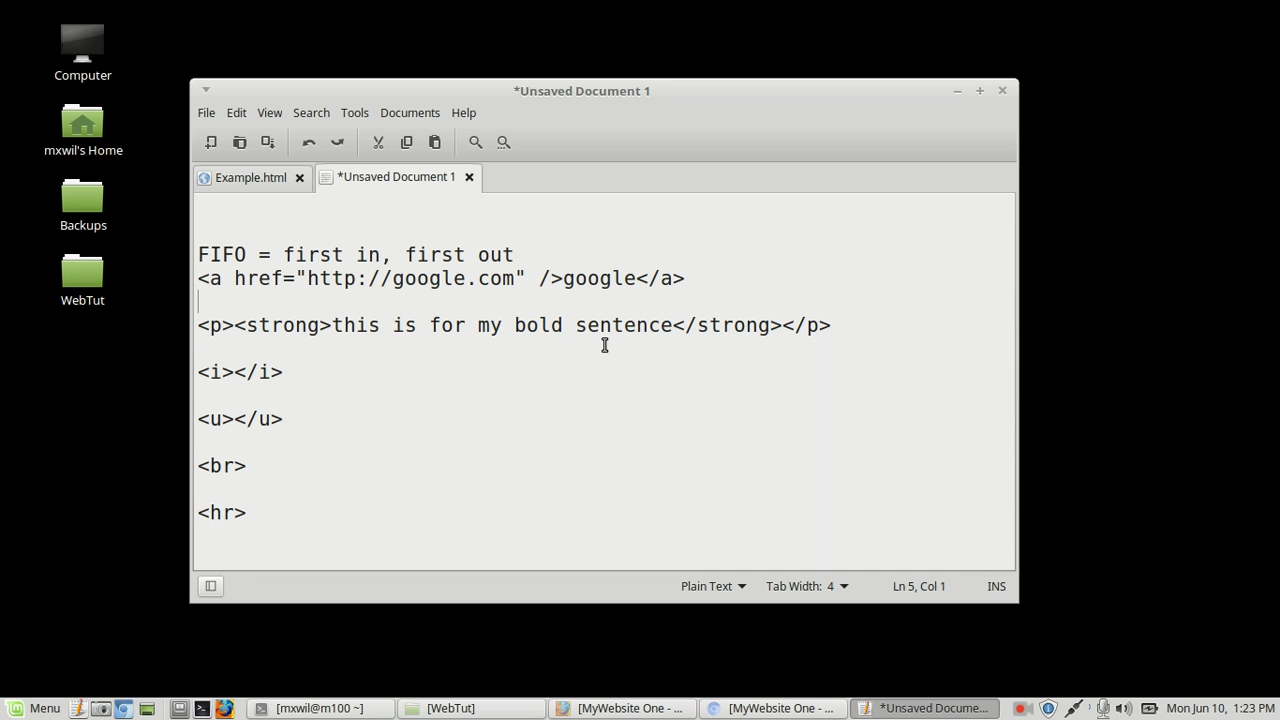 Computer
mxwil's Home
Backups
WebTut
*Unsaved Document 1
File Edit View Search Tools Documents Help
Example.html *Unsaved Document 1
FIFO = first in, first out
<a href="http://google.com" />google</a>
<p><strong>this is for my bold sentence</strong></p>
<i></i>
<u></u>
<br>
<hr>
Plain Text Tab Width: 4 Ln 5, Col 1 INS
Menu [mxwil@m100 ~] [WebTut] [MyWebsite One - ... [MyWebsite One - ... *Unsaved Docume... Mon Jun 10, 1:23 PM